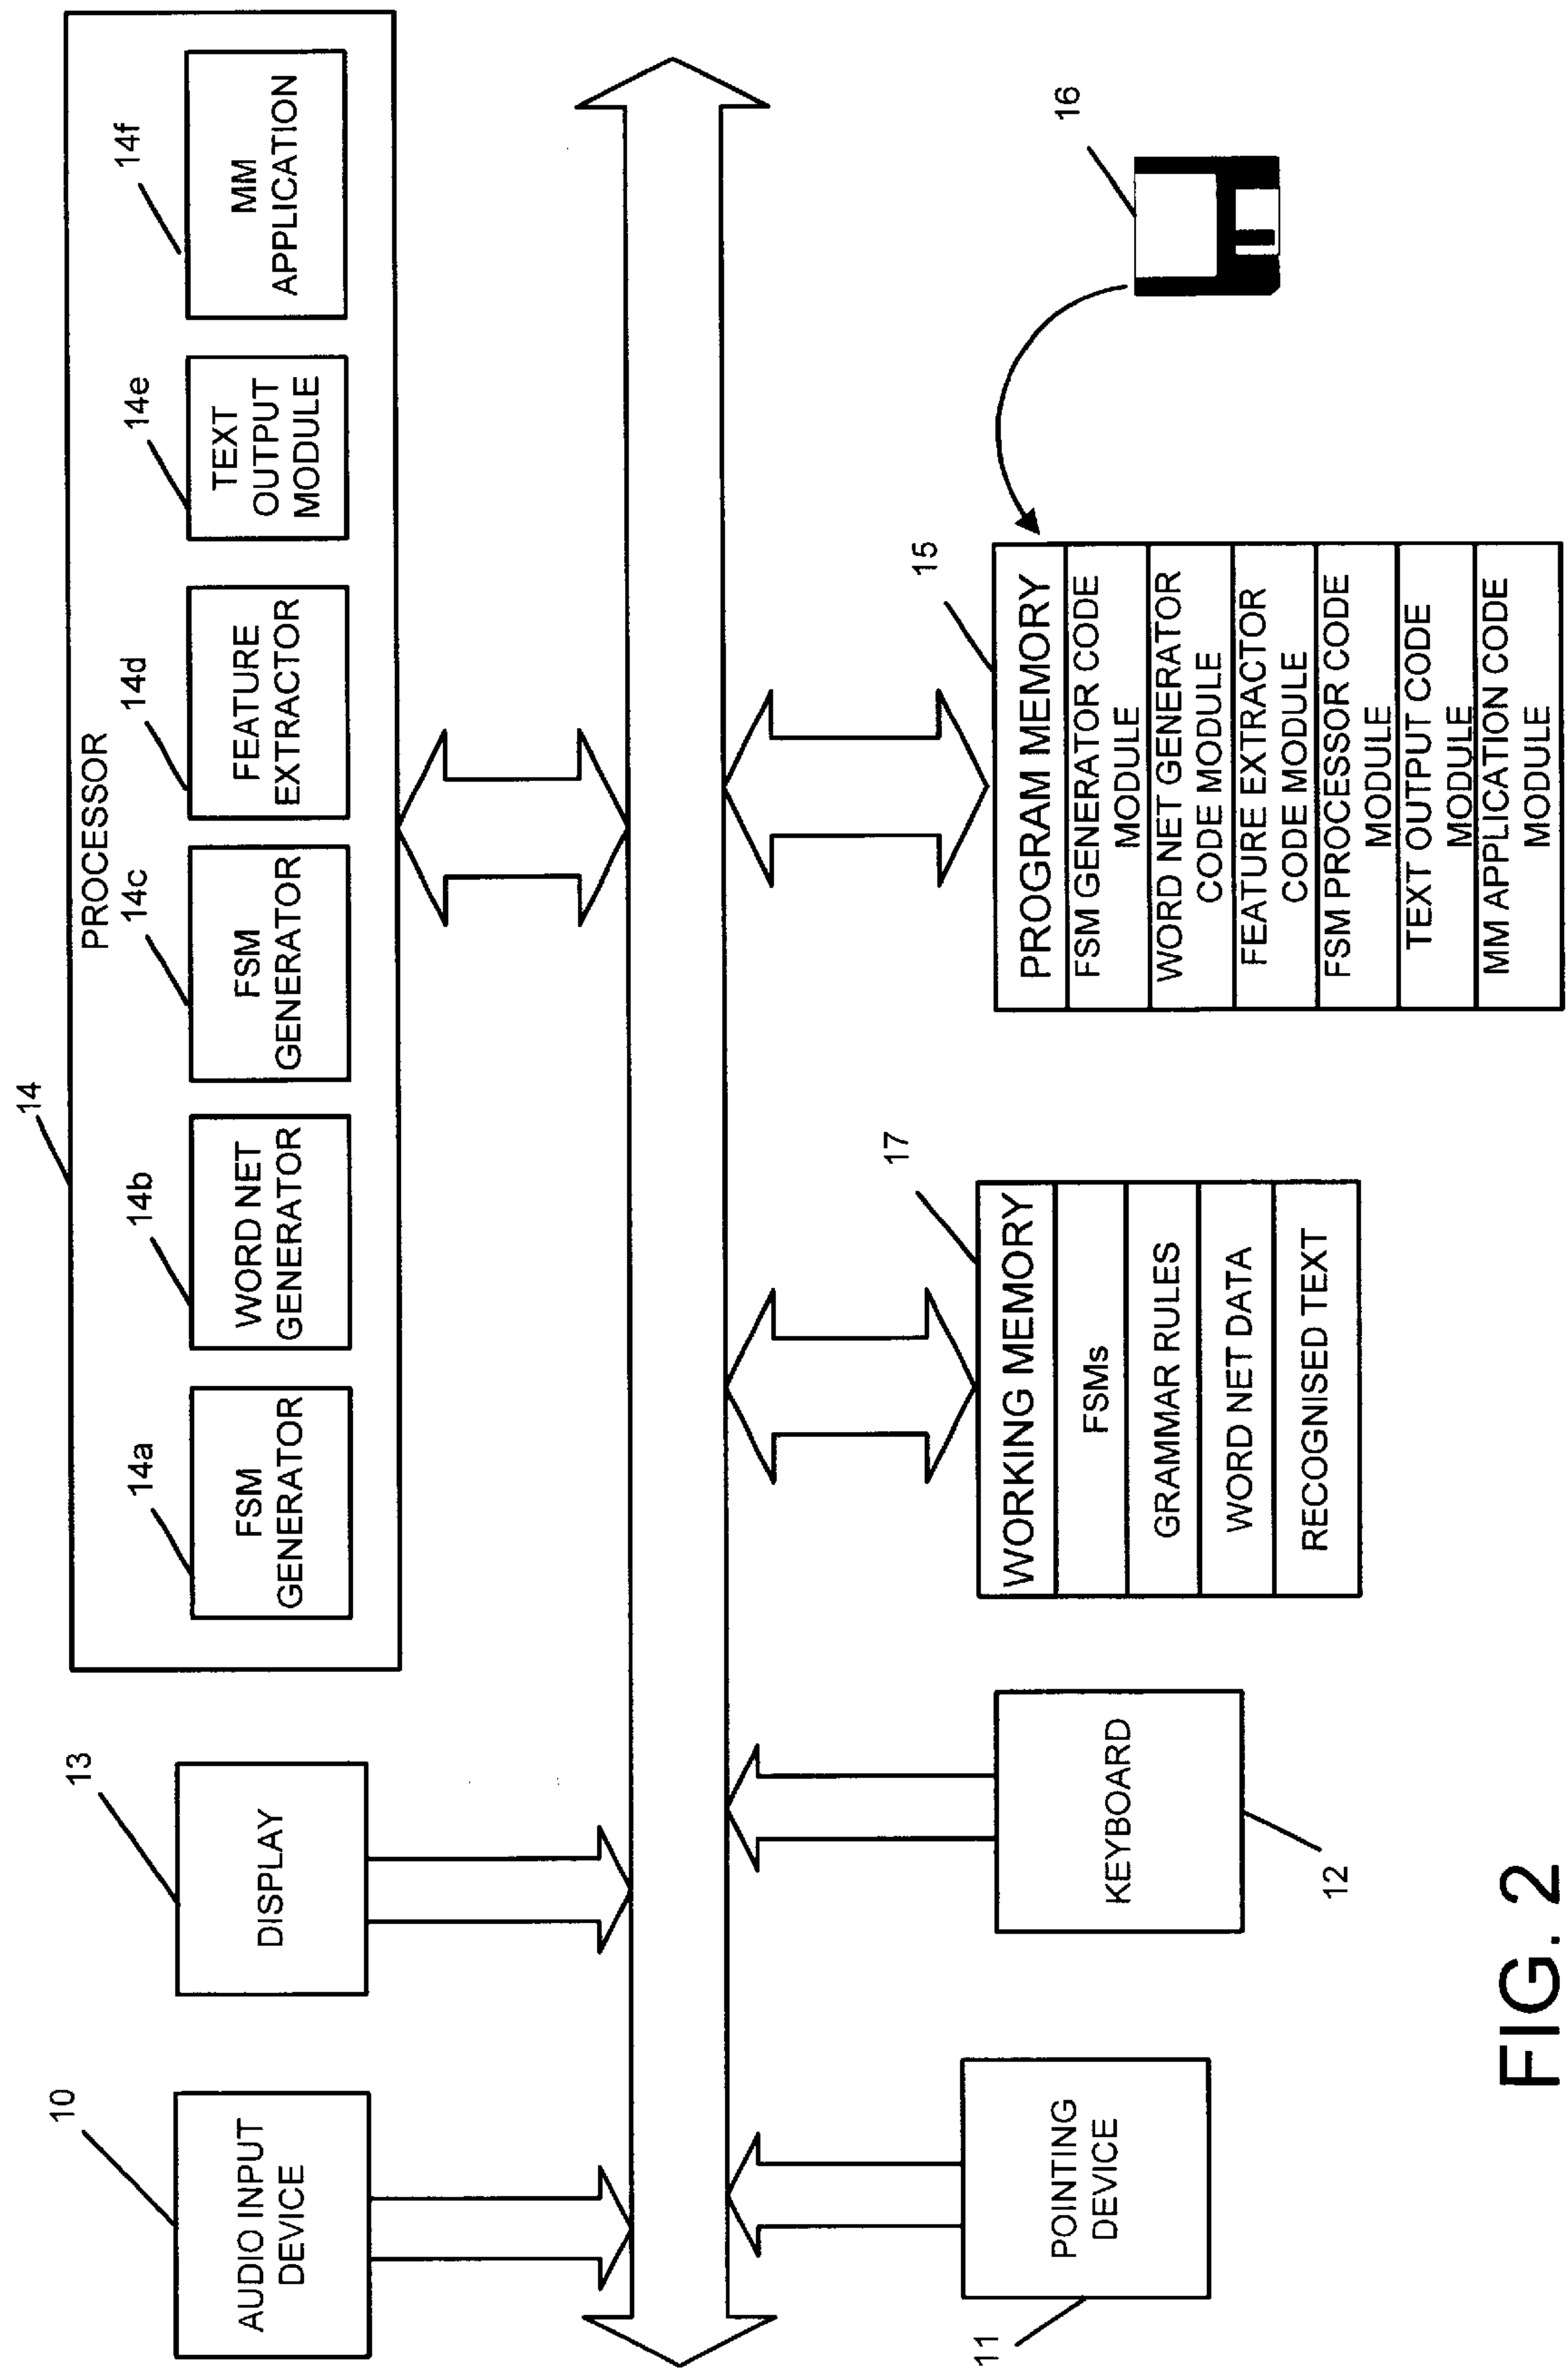 14
PROCESSOR
10
13
14a
14b
14c
14d
14e
14f
AUDIO INPUT
DEVICE
DISPLAY
FSM
GENERATOR
WORD NET
GENERATOR
FSM
GENERATOR
FEATURE
EXTRACTOR
TEXT
OUTPUT
MODULE
MM
APPLICATION
11
POINTING
DEVICE
KEYBOARD
12
17
WORKING MEMORY
FSMs
GRAMMAR RULES
WORD NET DATA
RECOGNISED TEXT
15
PROGRAM MEMORY
FSM GENERATOR CODE
MODULE
WORD NET GENERATOR
CODE MODULE
FEATURE EXTRACTOR
CODE MODULE
FSM PROCESSOR CODE
MODULE
TEXT OUTPUT CODE
MODULE
MM APPLICATION CODE
MODULE
16
FIG. 2